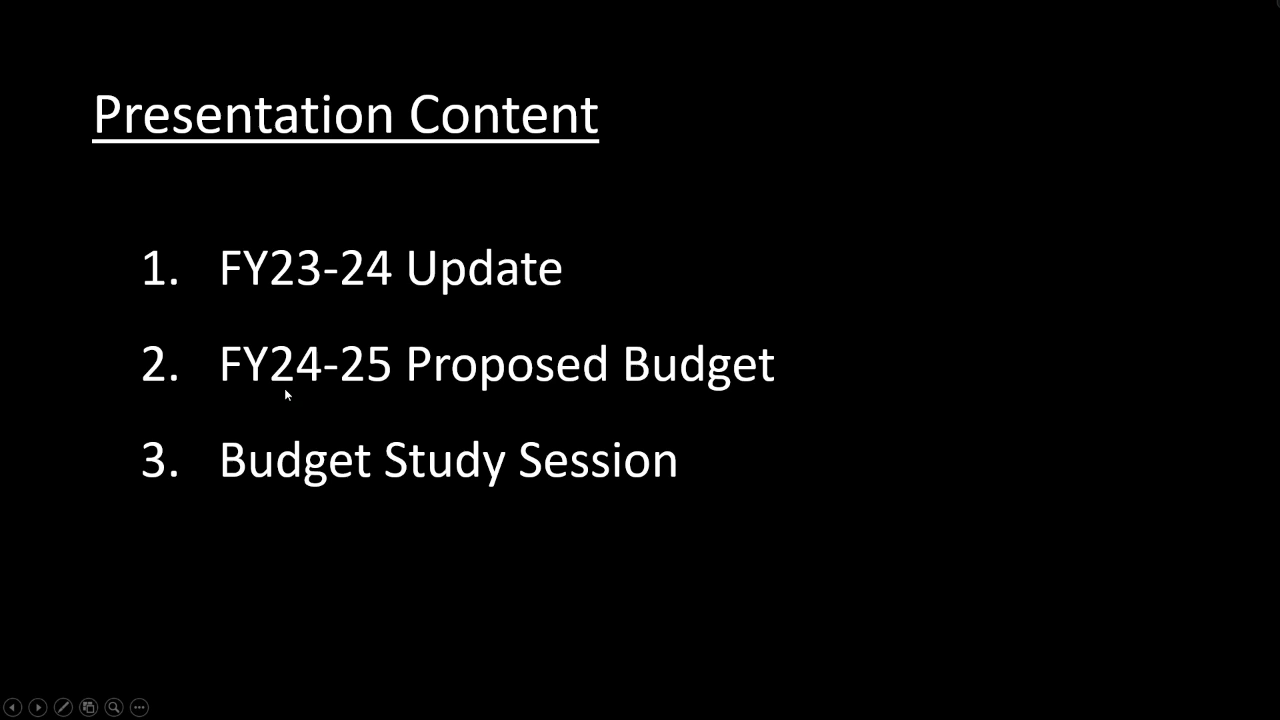 Presentation Content
1. FY23-24 Update
2. FY24-25 Proposed Budget
3. Budget Study Session